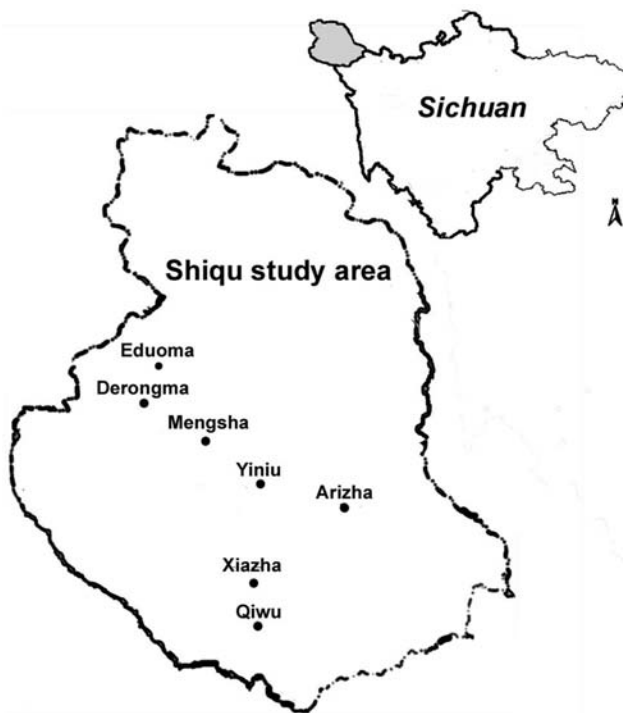 Sichuan
N
Shiqu study area
Eduoma
Derongma
Mengsha
Yiniu
Arizha
Xiazha
Qiwu